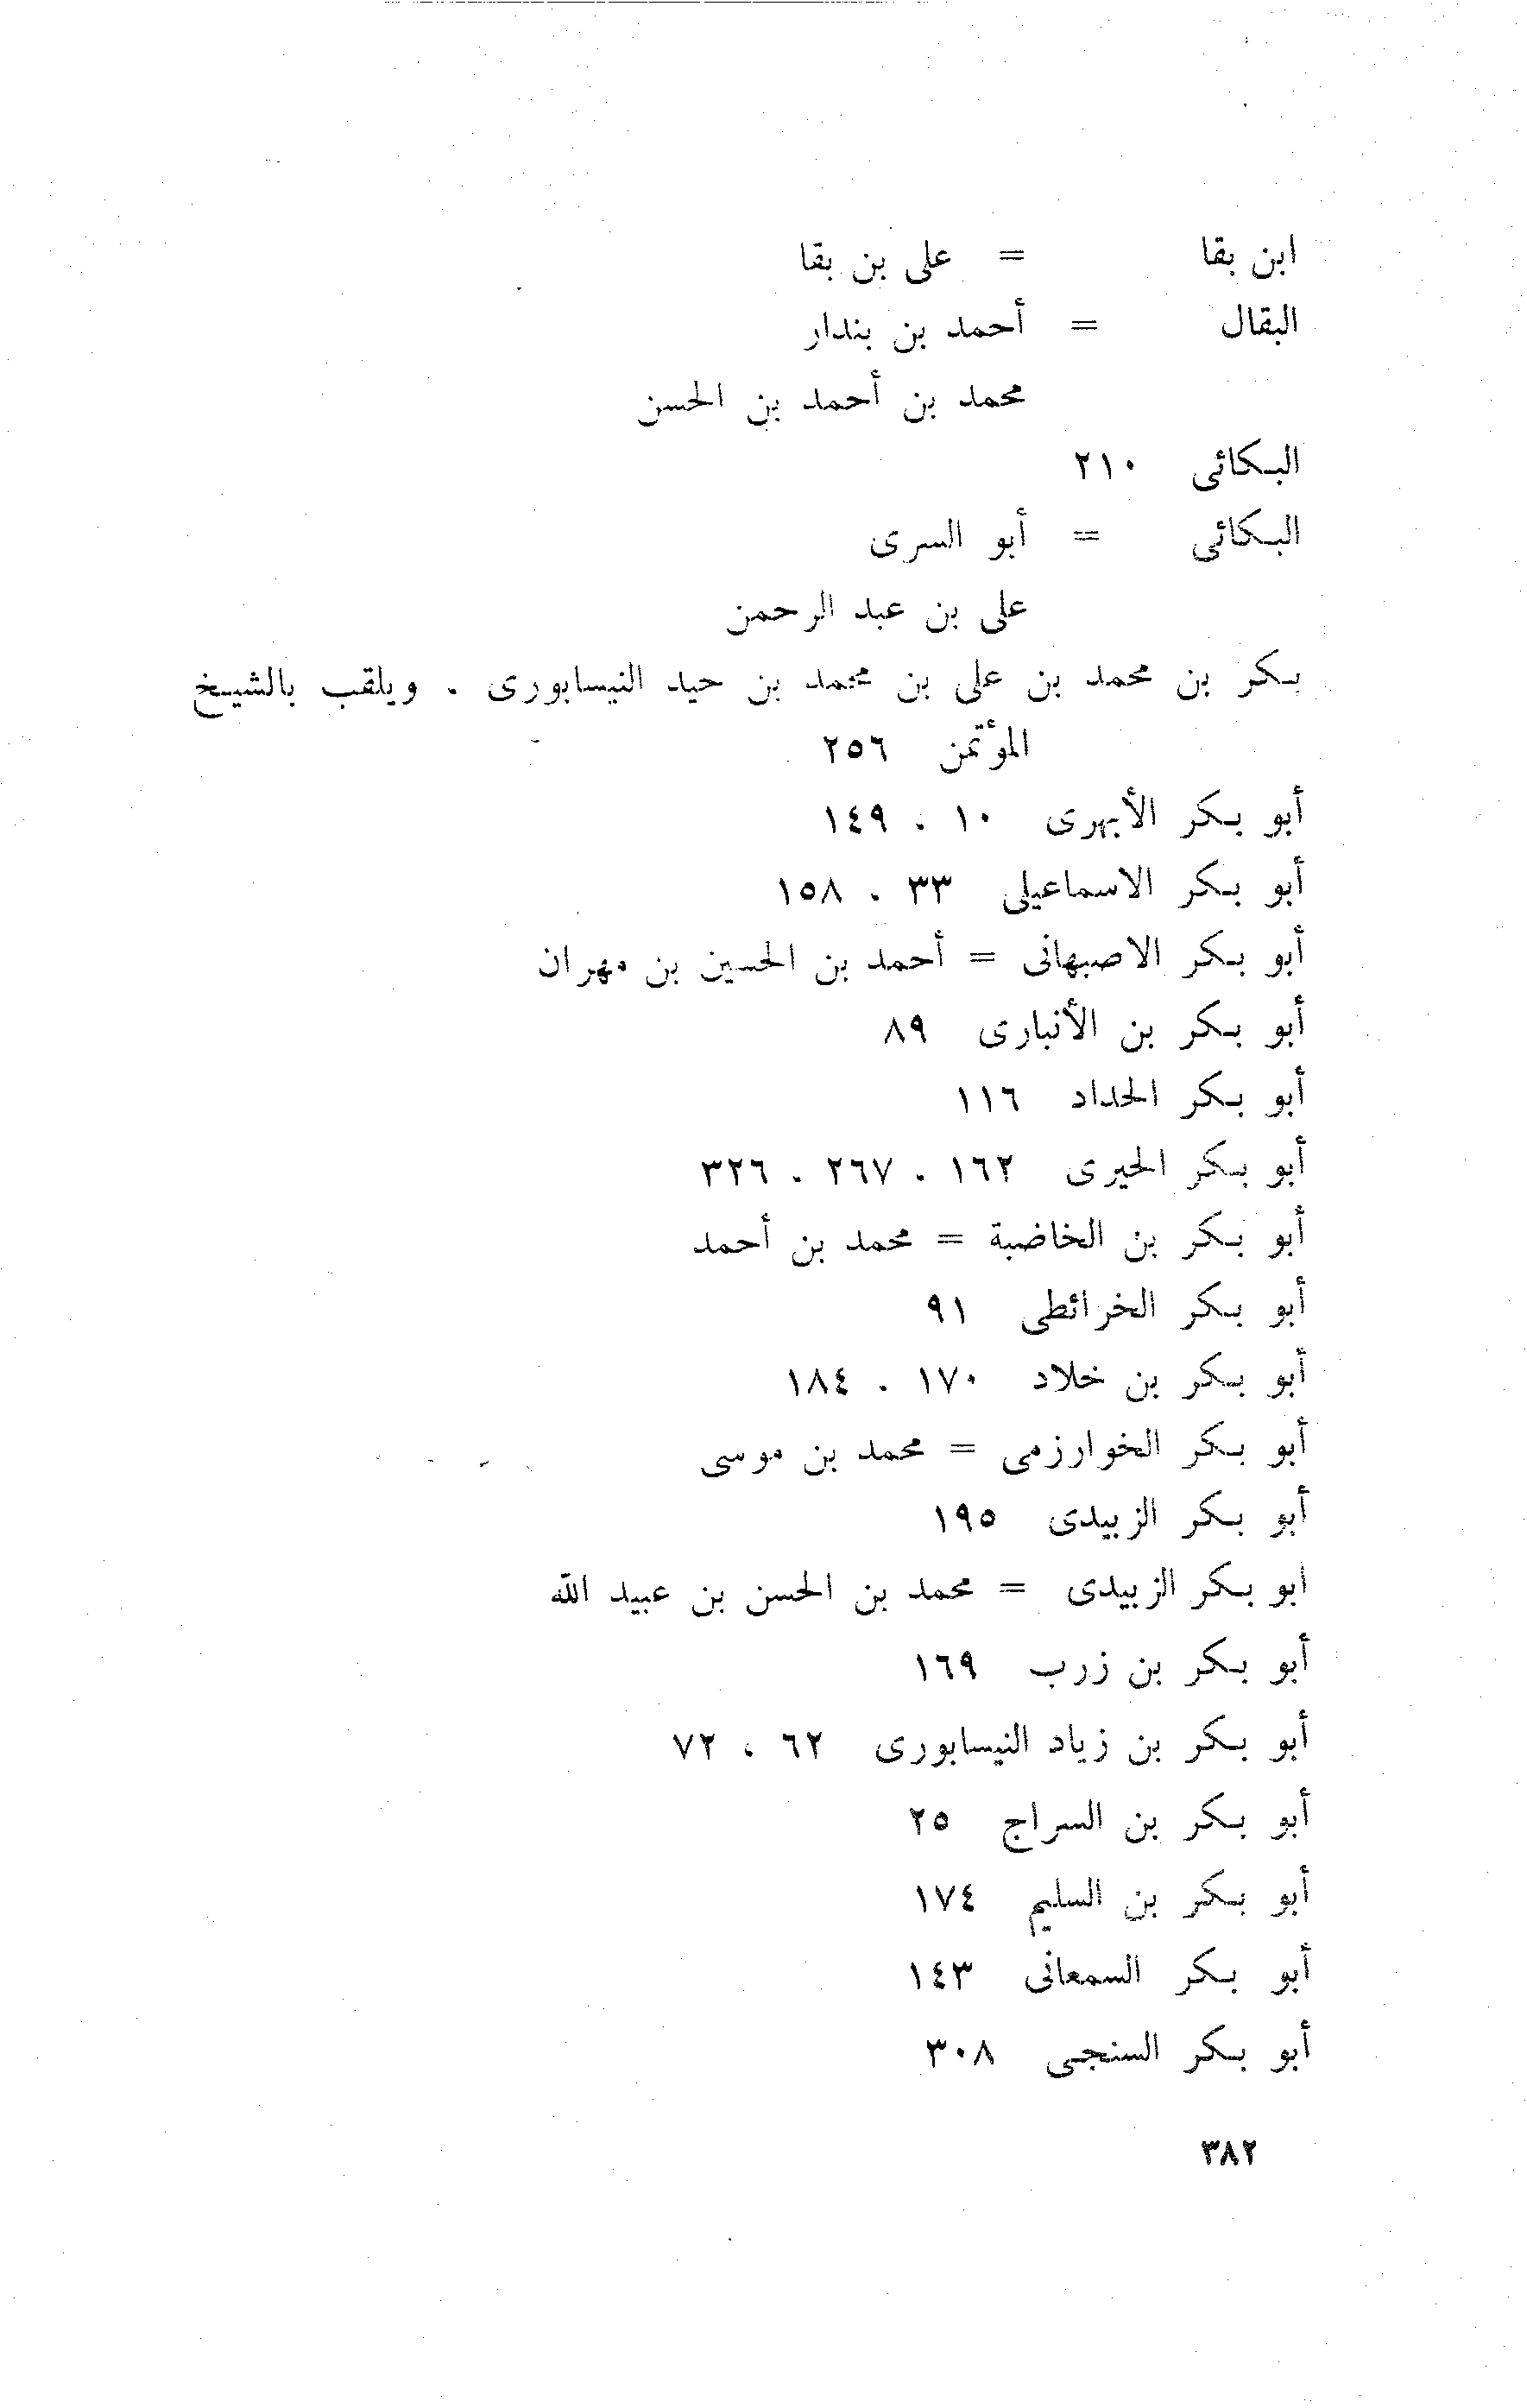 ابن بقا = على بن بقا
البقال = أحمد بن بندار
محمد بن أحمد بن الحسن
البكائى ٢١٠
البكائى = أبو السرى
على بن عبد الرحمن
بكر بن محمد بن على بن محمد بن حيد النيسابورى . ويلقب بالشيخ
المؤتمن ٢٥٦
أبو بكر الأبهرى ١٠ ، ١٤٩
أبو بكر الاسماعيلى ٣٣ ، ١٥٨
أبو بكر الاصبهانى = أحمد بن الحسين بن مهران
أبو بكر بن الأنبارى ٨٩
أبو بكر الحداد ١١٦
أبو بكر الحيرى ١٦٢ ، ٢٦٧ ، ٣٢٦
أبو بكر بن الخاضبة = محمد بن أحمد
أبو بكر الخرائطى ٩١
أبو بكر بن خلاد ١٧٠ ، ١٨٤
أبو بكر الخوارزمى = محمد بن موسى
أبو بكر الزبيدى ١٩٥
ابو بكر الزبيدى = محمد بن الحسن بن عبيد الله
أبو بكر بن زرب ١٦٩
أبو بكر بن زياد النيسابورى ٦٢ ، ٧٢
أبو بكر بن السراج ٢٥
أبو بكر بن السليم ١٧٤
أبو بكر السمعانى ١٤٣
أبو بكر السنجى ٣٠٨
٣٨٢